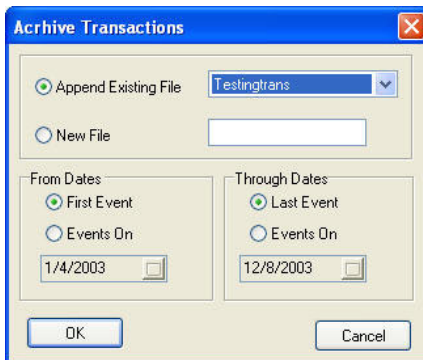 Acrhive Transactions
Append Existing File Testingtrans
New File
From Dates Through Dates
First Event Last Event
Events On Events On
1/4/2003 12/8/2003
OK Cancel